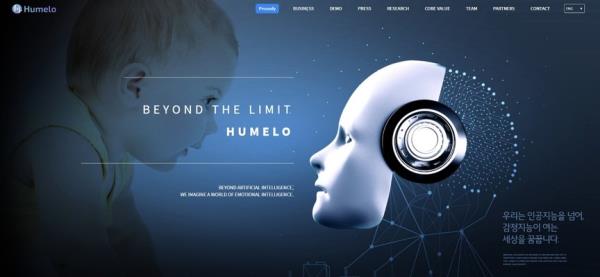 Humelo
Prosody BUSINESS DEMO PRESS RESEARCH CORE VALUE TEAM PARTNERS CONTACT ENG
BEYOND THE LIMIT
HUMELO
BEYOND ARTIFICIAL INTELLIGENCE,
WE IMAGINE A WORLD OF EMOTIONAL INTELLIGENCE.
우리는 인공지능을 넘어,
감정지능이 여는
세상을 꿈꿉니다.